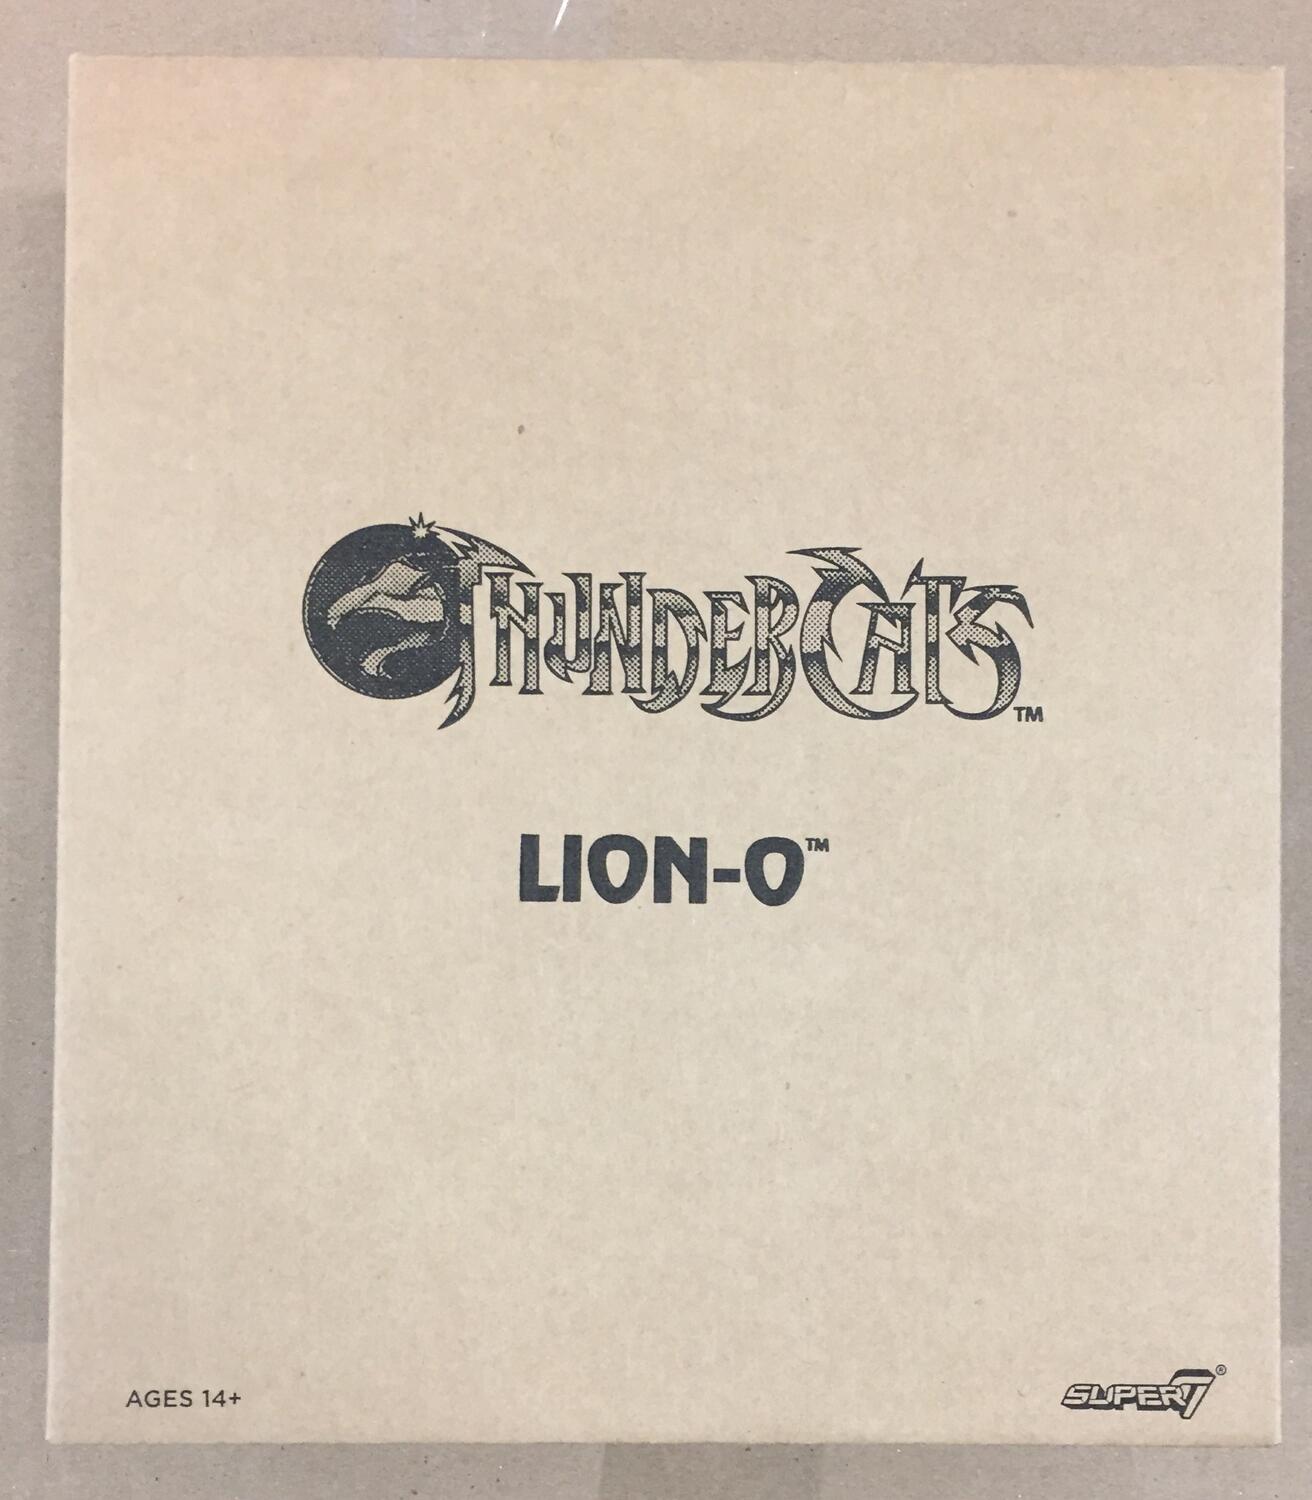 THUNDERCATS™
LION-O™
AGES 14+
SUPER7®